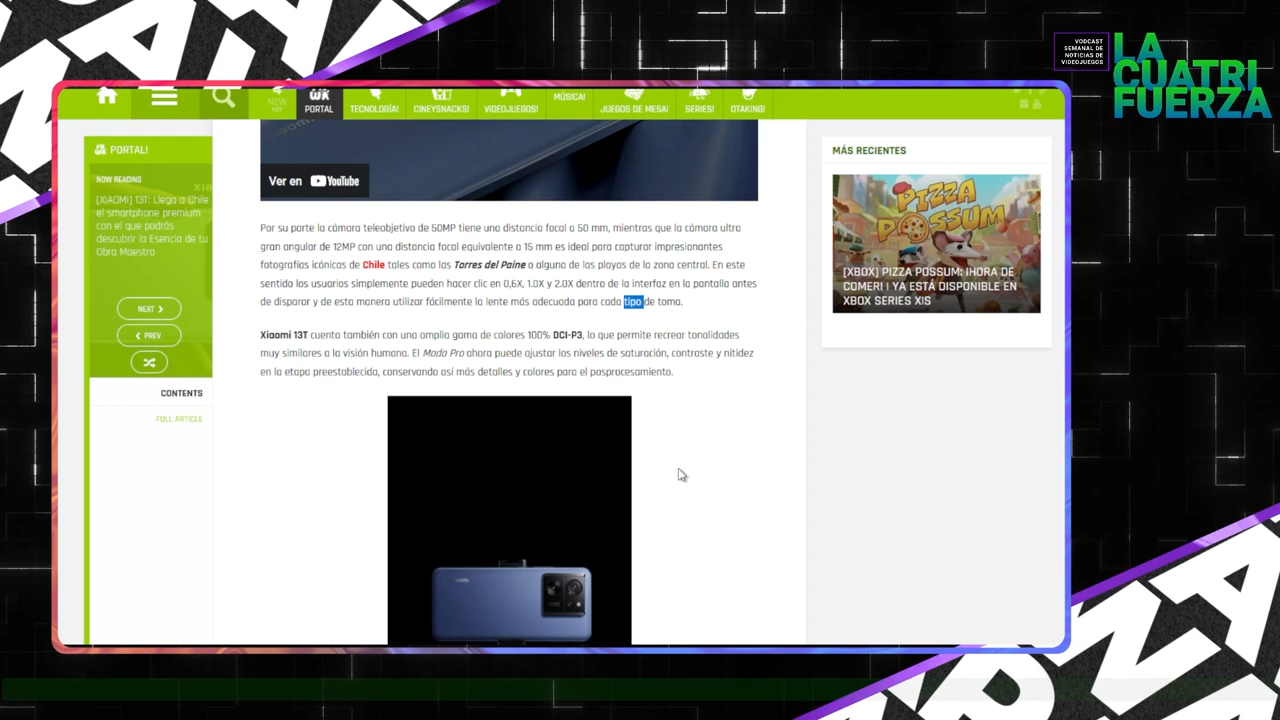 VODCAST
SEMANAL DE
NOTICIAS DE
VIDEOJUEGOS
LA
CUATRI
FUERZA
NEW
PORTAL
TECNOLOGÍA!
CINEYSNACKS!
VIDEOJUEGOS!
MÚSICA!
JUEGOS DE MESA!
SERIES!
OTAKING!
PORTAL!
NOW READING
[XIAOMI] 13T: Llega a Chile
el smartphone premium
con el que podrás
descubrir la Esencia de tu
Obra Maestra
NEXT
PREV
CONTENTS
FULL ARTICLE
Ver en YouTube
Por su parte la cámara teleobjetivo de 50MP tiene una distancia focal a 50 mm, mientras que la cámara ultra
gran angular de 12MP con una distancia focal equivalente a 15 mm es ideal para capturar impresionantes
fotografías icónicas de Chile tales como las Torres del Paine o alguna de las playas de la zona central. En este
sentido los usuarios simplemente pueden hacer clic en 0,6X, 1.0X y 2.0X dentro de la interfaz en la pantalla antes
de disparar y de esta manera utilizar fácilmente la lente más adecuada para cada tipo de toma.
Xiaomi 13T cuenta también con una amplia gama de colores 100% DCI-P3, lo que permite recrear tonalidades
muy similares a la visión humana. El Modo Pro ahora puede ajustar los niveles de saturación, contraste y nitidez
en la etapa preestablecida, conservando así más detalles y colores para el posprocesamiento.
MÁS RECIENTES
PIZZA
POSSUM
[XBOX] PIZZA POSSUM: ¡HORA DE
COMER! ! YA ESTÁ DISPONIBLE EN
XBOX SERIES X|S